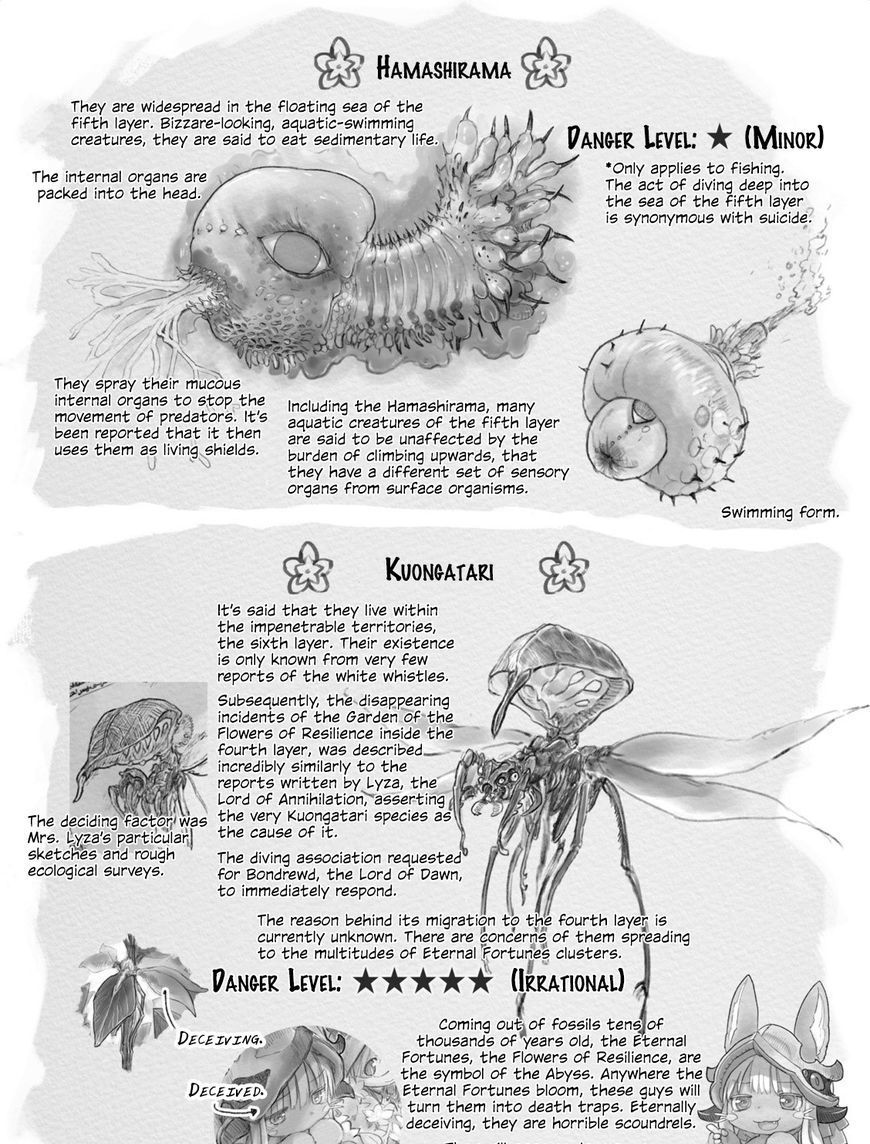 Hamashirama
They are widespread in the floating sea of the
fifth layer. Bizzare-looking, aquatic-swimming
creatures, they are said to eat sedimentary life.
Danger Level: ★ (Minor)
*Only applies to fishing.
The act of diving deep into
the sea of the fifth layer
is synonymous with suicide.
The internal organs are
packed into the head.
They spray their mucous
internal organs to stop the
movement of predators. It's
been reported that it then
uses them as living shields.
Including the Hamashirama, many
aquatic creatures of the fifth layer
are said to be unaffected by the
burden of climbing upwards, that
they have a different set of sensory
organs from surface organisms.
Swimming form.
Kuongatari
It's said that they live within
the impenetrable territories,
the sixth layer. Their existence
is only known from very few
reports of the white whistles.
Subsequently, the disappearing
incidents of the Garden of the
Flowers of Resilience inside the
fourth layer, was described
incredibly similarly to the
reports written by Lyza, the
Lord of Annihilation, asserting
the very Kuongatari species as
the cause of it.
The deciding factor was
Mrs. Lyza's particular
sketches and rough
ecological surveys.
The diving association requested
for Bondrewd, the Lord of Dawn,
to immediately respond.
The reason behind its migration to the fourth layer is
currently unknown. There are concerns of them spreading
to the multitudes of Eternal Fortunes clusters.
Danger Level: ★★★★★ (Irrational)
Deceiving.
Deceived.
Coming out of fossils tens of
thousands of years old, the Eternal
Fortunes, the Flowers of Resilience, are
the symbol of the Abyss. Anywhere the
Eternal Fortunes bloom, these guys will
turn them into death traps. Eternally
deceiving, they are horrible scoundrels.